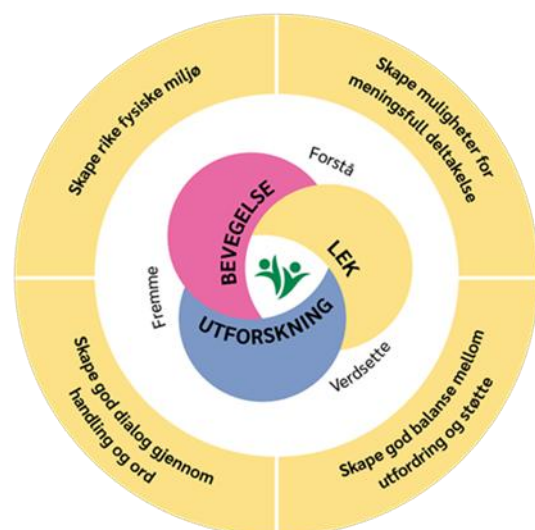 Skape rike fysiske miljø
Skape muligheter for
meningsfull deltakelse
Forstå
BEVEGELSE
LEK
UTFORSKNING
Fremme
Verdsette
Skape god dialog gjennom
handling og ord
Skape god balanse mellom
utfordring og støtte